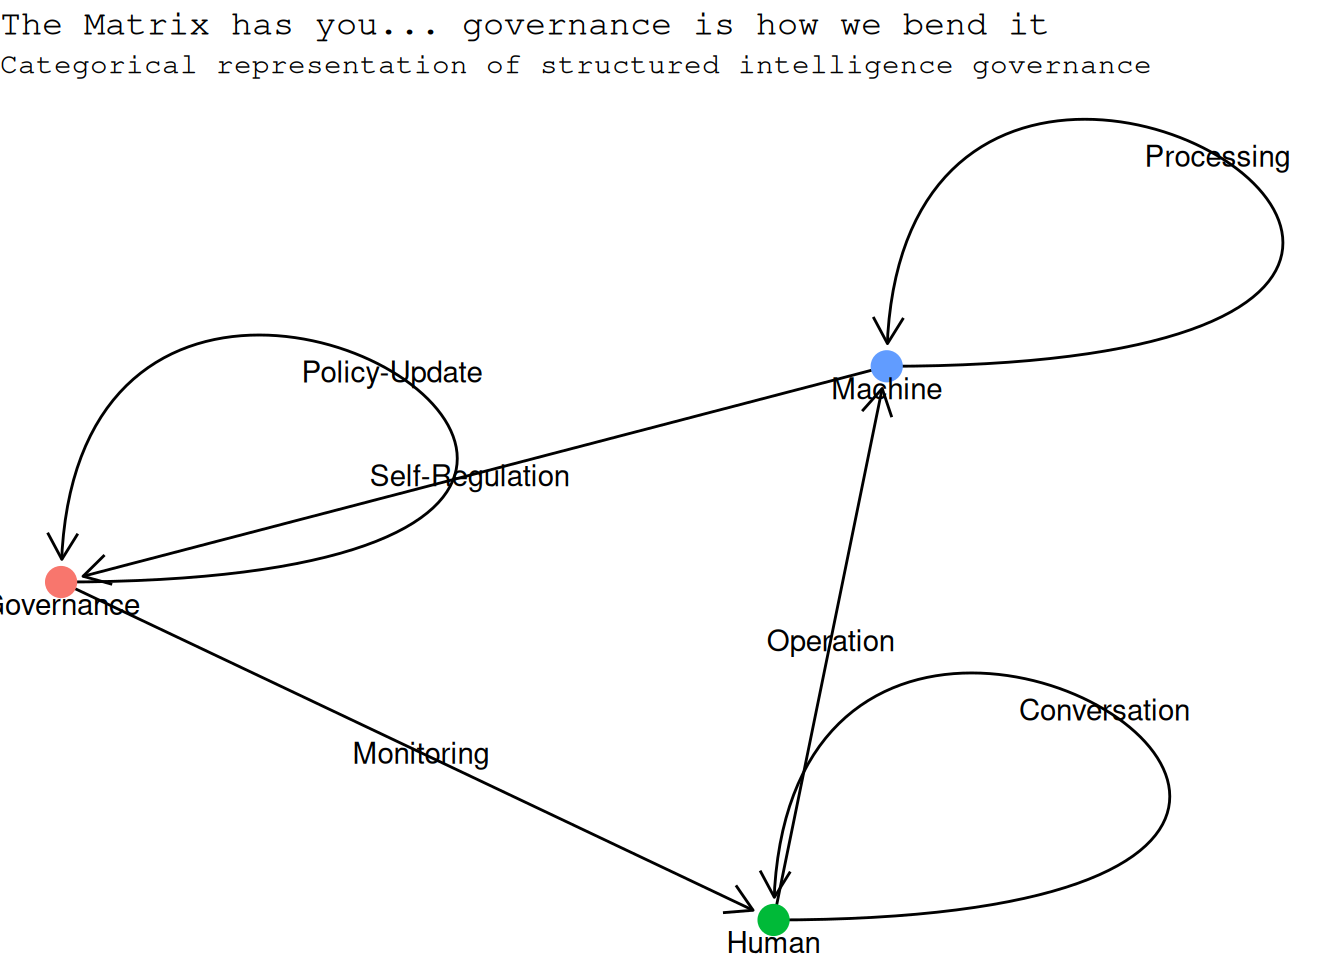 The Matrix has you... governance is how we bend it
Categorical representation of structured intelligence governance
Processing
Policy-Update
Machine
Self-Regulation
Governance
Operation
Conversation
Monitoring
Human